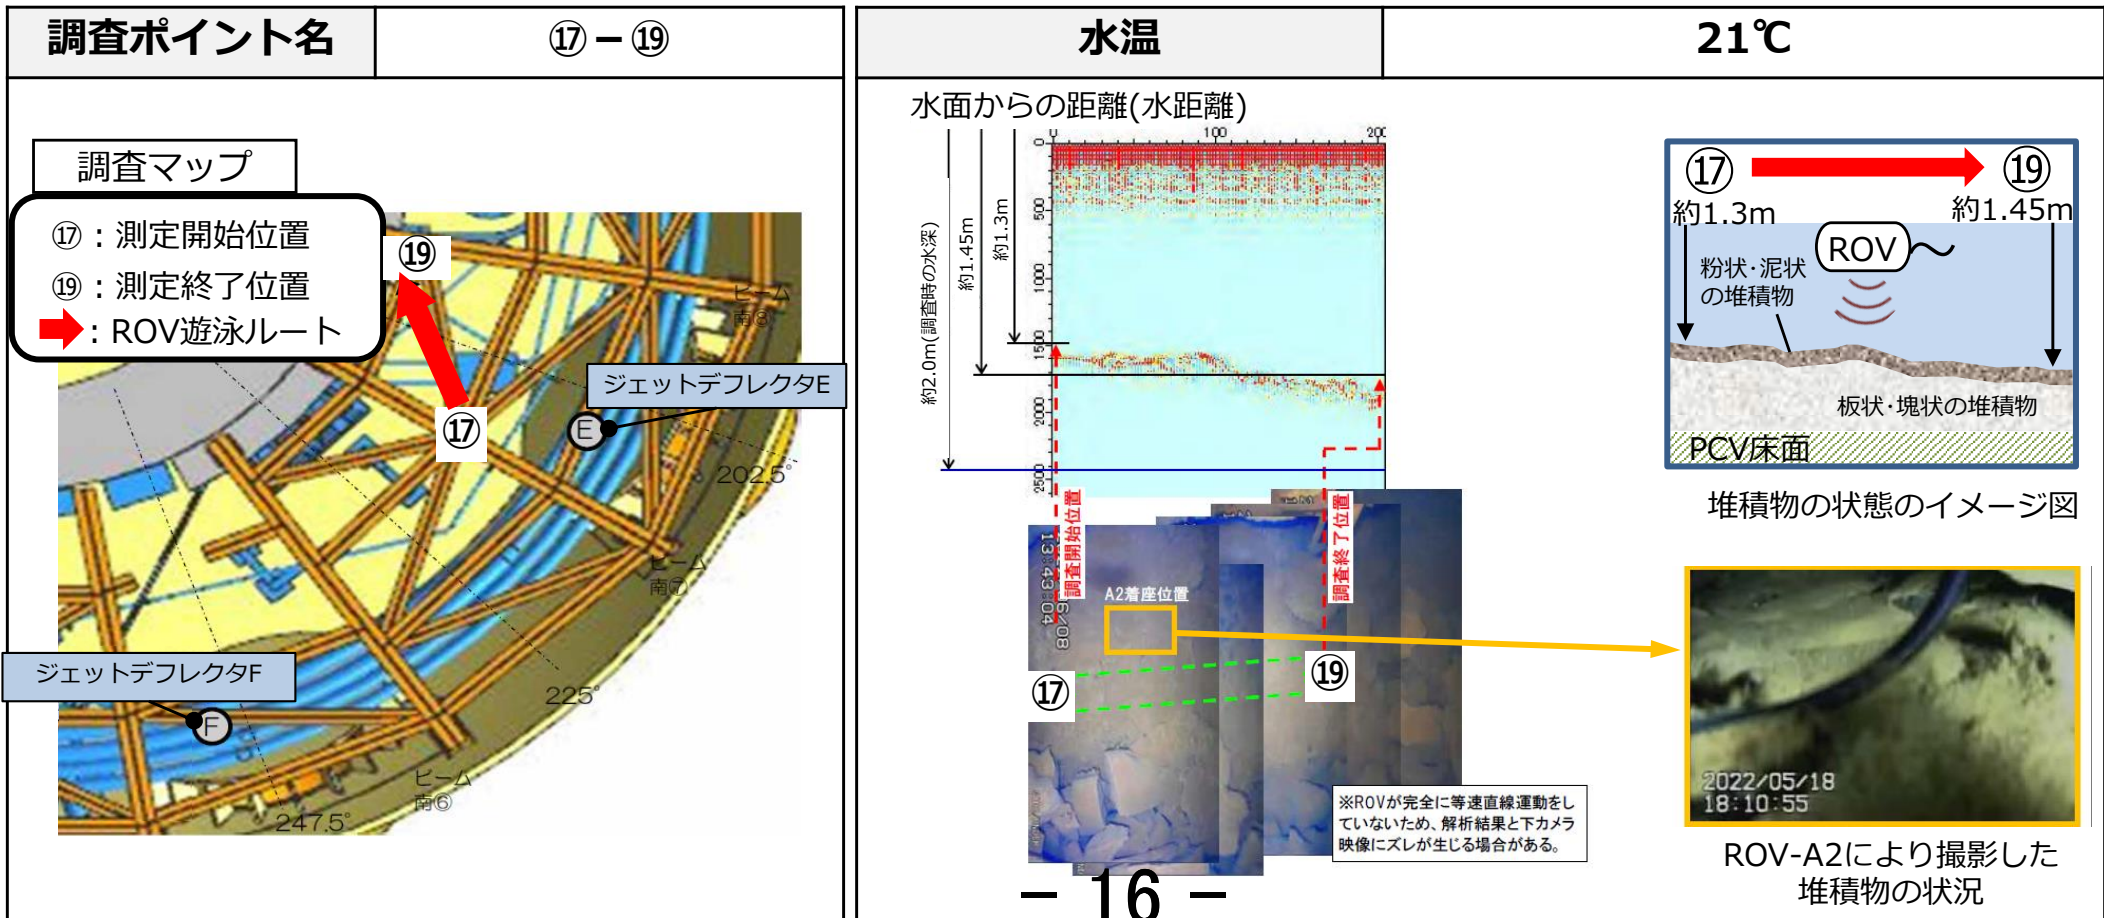 調査ポイント名
⑰－⑲
調査マップ
⑰：測定開始位置
⑲：測定終了位置
：ROV遊泳ルート
⑲
⑰
ビーム
南⑧
ジェットデフレクタE
E
202.5°
ビーム
南⑦
ジェットデフレクタF
F
225°
ビーム
南⑥
247.5°
水温
21℃
水面からの距離(水距離)
0
100
200
0
500
1000
1500
2000
2500
約2.0m(調査時の水深)
約1.45m
約1.3m
調査開始位置
調査終了位置
13:43:04
A2着座位置
⑰
⑲
※ROVが完全に等速直線運動をし
ていないため、解析結果と下カメラ
映像にズレが生じる場合がある。
⑰
⑲
約1.3m
約1.45m
ROV
粉状･泥状
の堆積物
板状･塊状の堆積物
PCV床面
堆積物の状態のイメージ図
2022/05/18
18:10:55
ROV-A2により撮影した
堆積物の状況
－ 16 －